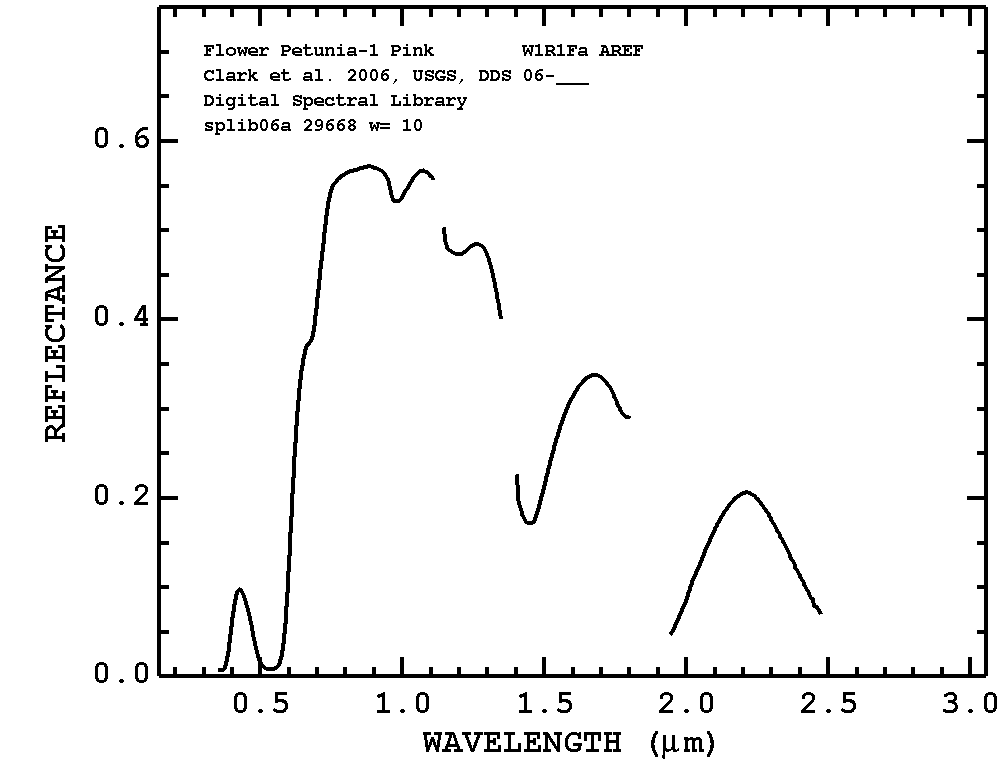 Flower Petunia-1 Pink W1R1Fa AREF
Clark et al. 2006, USGS, DDS 06-___
Digital Spectral Library
splib06a 29668 w= 10
0.6
0.4
0.2
0.0
REFLECTANCE
0.5 1.0 1.5 2.0 2.5 3.0
WAVELENGTH (μm)